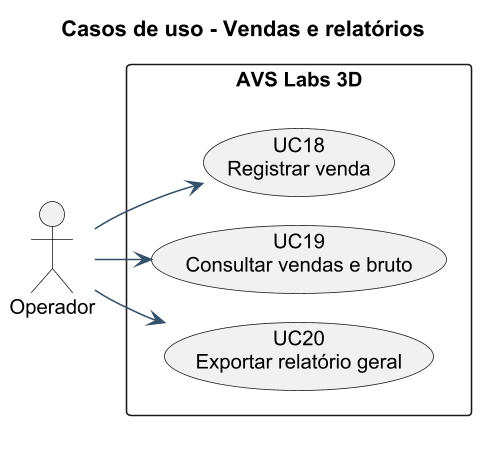 Casos de uso - Vendas e relatórios
AVS Labs 3D
UC18
Registrar venda
UC19
Consultar vendas e bruto
Operador
UC20
Exportar relatório geral